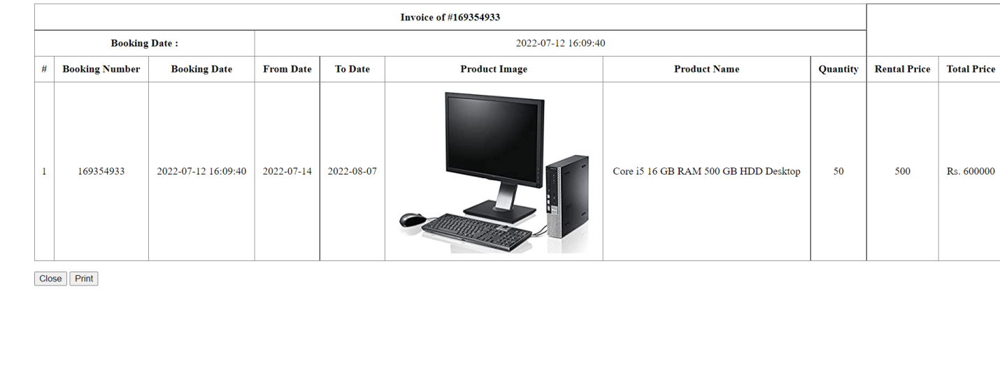 Invoice of #169354933
Booking Date : 2022-07-12 16:09:40
# Booking Number Booking Date From Date To Date Product Image Product Name Quantity Rental Price Total Price
1 169354933 2022-07-12 16:09:40 2022-07-14 2022-08-07 Core i5 16 GB RAM 500 GB HDD Desktop 50 500 Rs. 600000
Close Print